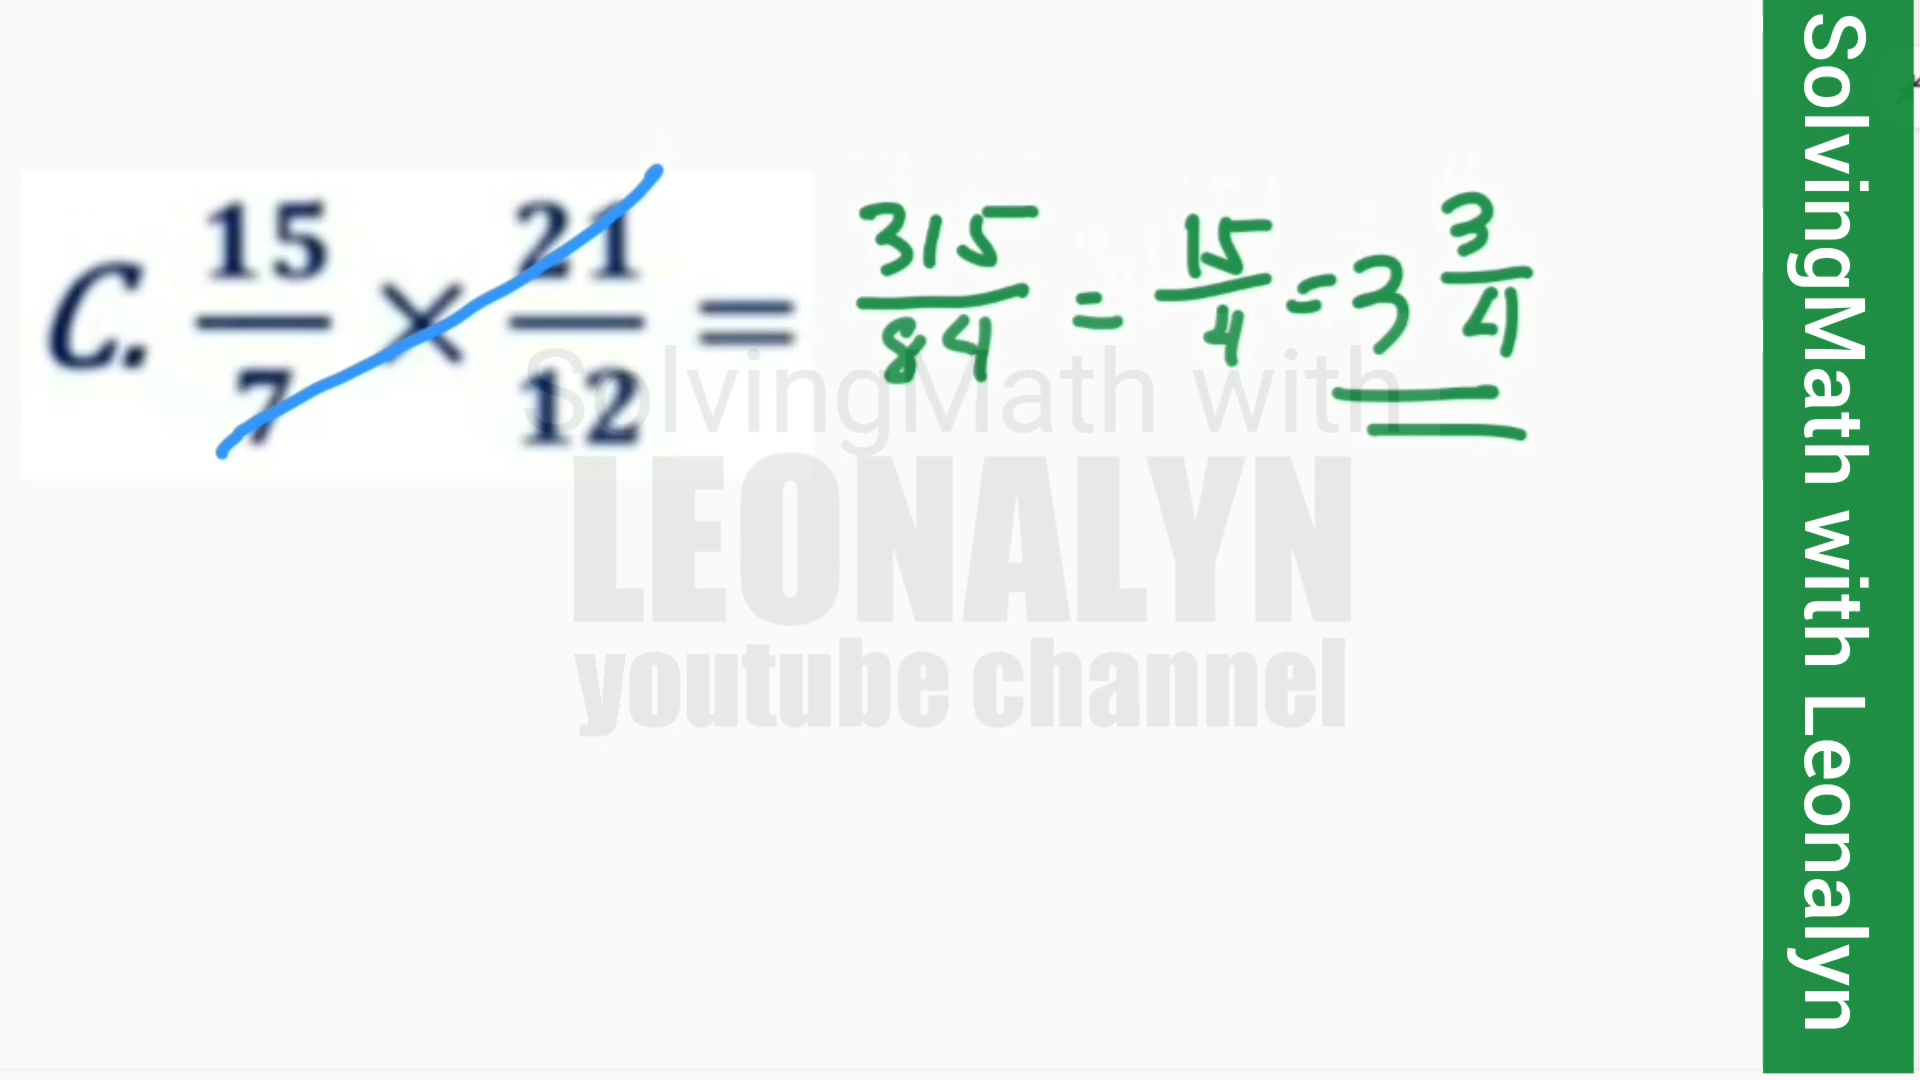 C. 15/7 × 21/12 = 315/84 = 15/4 = 3 3/4
SolvingMath with
LEONALYN
youtube channel
SolvingMath with Leonalyn